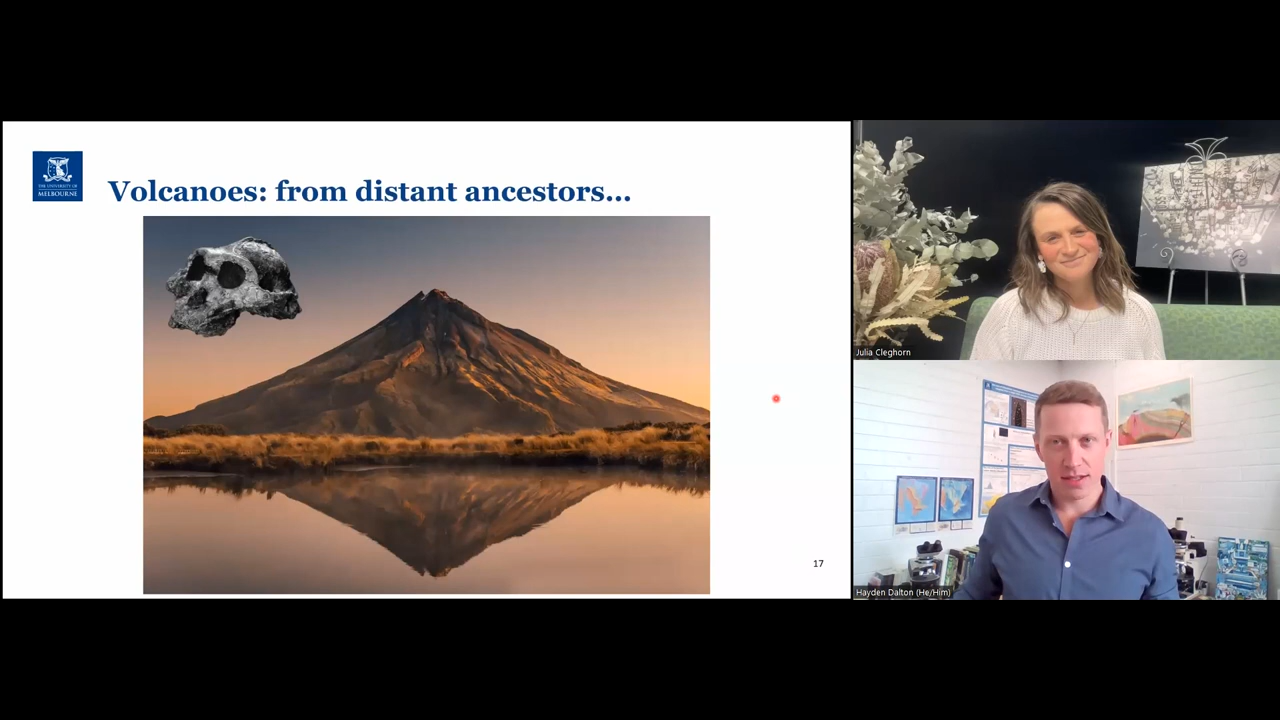 THE UNIVERSITY OF
MELBOURNE
Volcanoes: from distant ancestors...
17
Julia Cleghorn
Hayden Dalton (He/Him)